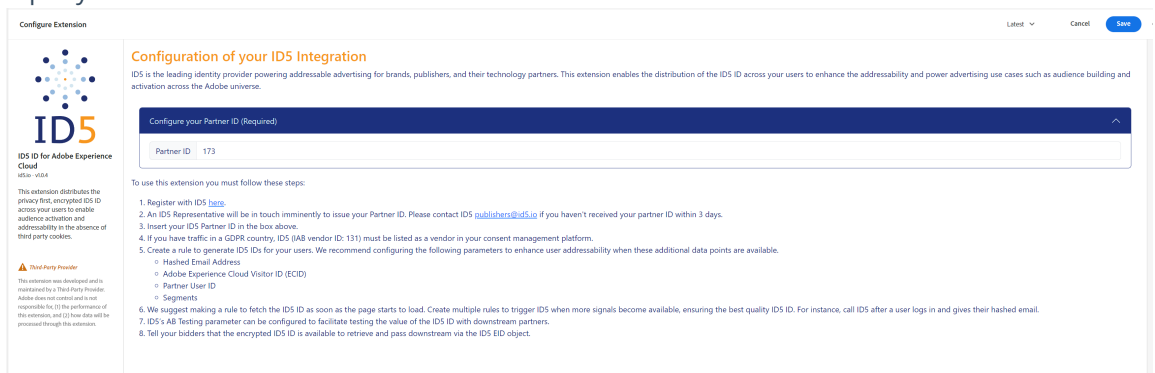 Configure Extension
Latest
Cancel
Save
ID5
ID5 ID for Adobe Experience
Cloud
id5.io · v1.0.4
This extension distributes the
privacy first, encrypted ID5 ID
across your users to enable
audience activation and
addressability in the absence of
third party cookies.
Third-Party Provider
This extension was developed and is
maintained by a Third-Party Provider.
Adobe does not control and is not
responsible for, (1) the performance of
this extension, and (2) how data will be
processed through this extension.
Configuration of your ID5 Integration
ID5 is the leading identity provider powering addressable advertising for brands, publishers, and their technology partners. This extension enables the distribution of the ID5 ID across your users to enhance the addressability and power advertising use cases such as audience building and
activation across the Adobe universe.
Configure your Partner ID (Required)
Partner ID 173
To use this extension you must follow these steps:
1. Register with ID5 here.
2. An ID5 Representative will be in touch imminently to issue your Partner ID. Please contact ID5 publishers@id5.io if you haven't received your partner ID within 3 days.
3. Insert your ID5 Partner ID in the box above.
4. If you have traffic in a GDPR country, ID5 (IAB vendor ID: 131) must be listed as a vendor in your consent management platform.
5. Create a rule to generate ID5 IDs for your users. We recommend configuring the following parameters to enhance user addressability when these additional data points are available.
Hashed Email Address
Adobe Experience Cloud Visitor ID (ECID)
Partner User ID
Segments
6. We suggest making a rule to fetch the ID5 ID as soon as the page starts to load. Create multiple rules to trigger ID5 when more signals become available, ensuring the best quality ID5 ID. For instance, call ID5 after a user logs in and gives their hashed email.
7. ID5's AB Testing parameter can be configured to facilitate testing the value of the ID5 ID with downstream partners.
8. Tell your bidders that the encrypted ID5 ID is available to retrieve and pass downstream via the ID5 EID object.